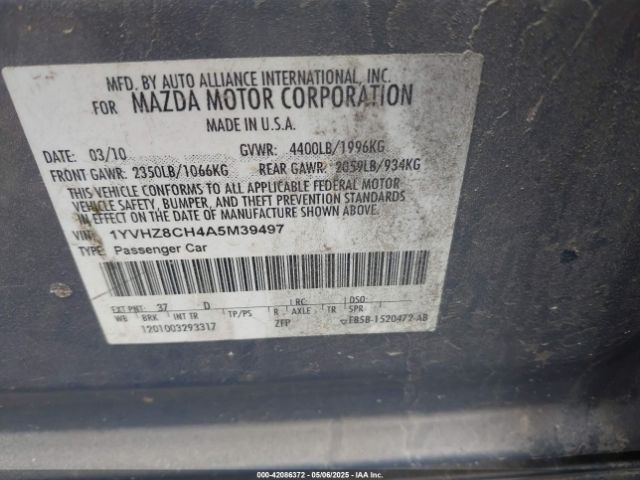 MFD. BY AUTO ALLIANCE INTERNATIONAL, INC.
FOR MAZDA MOTOR CORPORATION
MADE IN U.S.A.
DATE: 03/10 GVWR: 4400LB/1996KG
FRONT GAWR: 2350LB/1066KG REAR GAWR: 2059LB/934KG
THIS VEHICLE CONFORMS TO ALL APPLICABLE FEDERAL MOTOR
VEHICLE SAFETY, BUMPER, AND THEFT PREVENTION STANDARDS
IN EFFECT ON THE DATE OF MANUFACTURE SHOWN ABOVE.
VIN: 1YVHZ8CH4A5M39497
TYPE: Passenger Car
EXT PNT: 37 D RC: DSO:
WB BRK INT TR TP/PS R AXLE TR SPR
1201003293317 ZFP E85B-1520472-AB
000-42086372 - 05/06/2025 - IAAI.COM